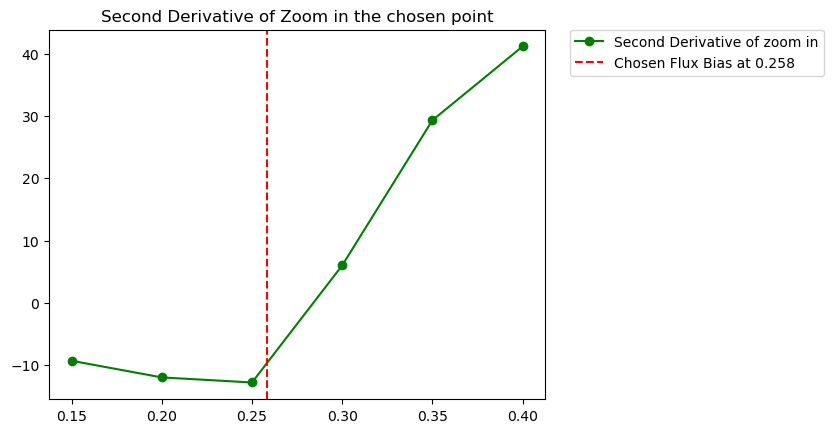 Second Derivative of Zoom in the chosen point
Second Derivative of zoom in
Chosen Flux Bias at 0.258
40
30
20
10
0
−10
0.15 0.20 0.25 0.30 0.35 0.40